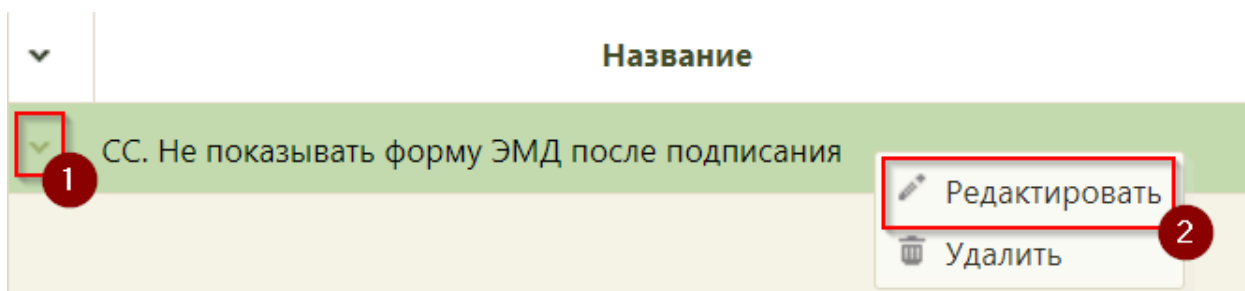 Название
СС. Не показывать форму ЭМД после подписания
1
Редактировать
2
Удалить